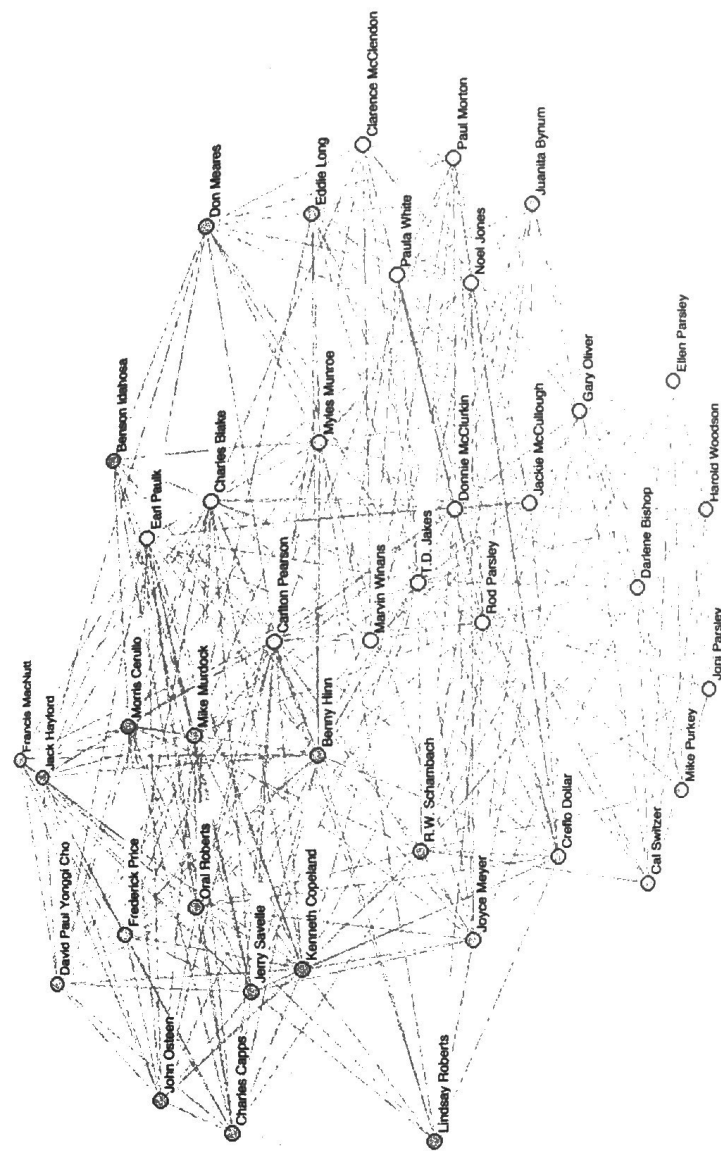 Francis MacNutt
Jack Hayford
David Paul Yonggi Cho
Benson Idahosa
Morris Cerullo
Frederick Price
Earl Paulk
John Osteen
Mike Murdock
Oral Roberts
Don Meares
Charles Blake
Charles Capps
Jerry Savelle
Carlton Pearson
Kenneth Copeland
Eddie Long
Benny Hinn
Myles Munroe
Clarence McClendon
Marvin Winans
Paula White
T.D. Jakes
R.W. Schambach
Lindsay Roberts
Paul Morton
Donnie McClurkin
Noel Jones
Joyce Meyer
Rod Parsley
Jackie McCullough
Juanita Bynum
Creflo Dollar
Gary Oliver
Darlene Bishop
Cal Switzer
Ellen Parsley
Mike Purkey
Harold Woodson
Joni Parsley